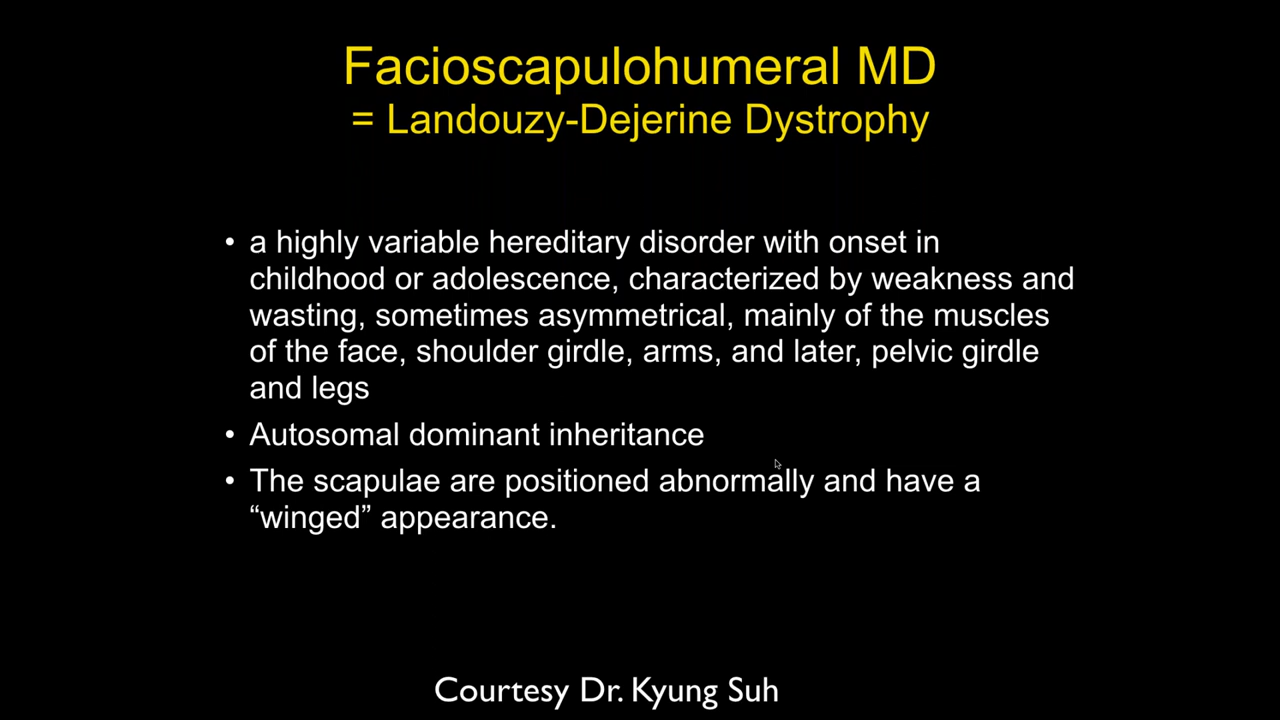 Facioscapulohumeral MD
= Landouzy-Dejerine Dystrophy
• a highly variable hereditary disorder with onset in
childhood or adolescence, characterized by weakness and
wasting, sometimes asymmetrical, mainly of the muscles
of the face, shoulder girdle, arms, and later, pelvic girdle
and legs
• Autosomal dominant inheritance
• The scapulae are positioned abnormally and have a
“winged” appearance.
Courtesy Dr. Kyung Suh